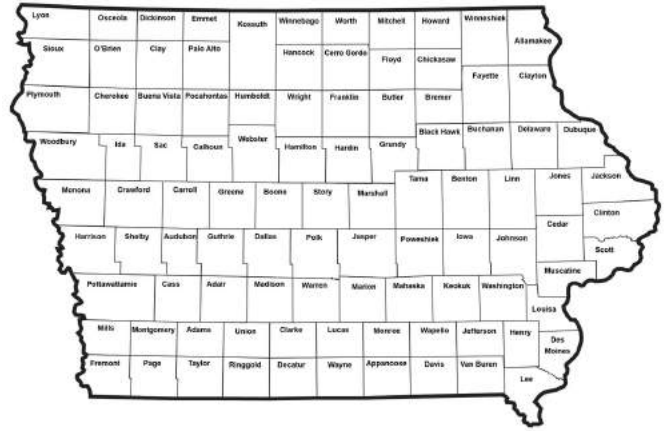 Lyon Osceola Dickinson Emmet Kossuth Winnebago Worth Mitchell Howard Winneshiek Allamakee
Sioux O'Brien Clay Palo Alto Hancock Cerro Gordo Floyd Chickasaw Fayette Clayton
Plymouth Cherokee Buena Vista Pocahontas Humboldt Wright Franklin Butler Bremer
Woodbury Ida Sac Calhoun Webster Hamilton Hardin Grundy Black Hawk Buchanan Delaware Dubuque
Monona Crawford Carroll Greene Boone Story Marshall Tama Benton Linn Jones Jackson
Clinton
Cedar
Harrison Shelby Audubon Guthrie Dallas Polk Jasper Poweshiek Iowa Johnson Scott
Muscatine
Pottawattamie Cass Adair Madison Warren Marion Mahaska Keokuk Washington
Louisa
Mills Montgomery Adams Union Clarke Lucas Monroe Wapello Jefferson Henry
Des
Moines
Fremont Page Taylor Ringgold Decatur Wayne Appanoose Davis Van Buren
Lee